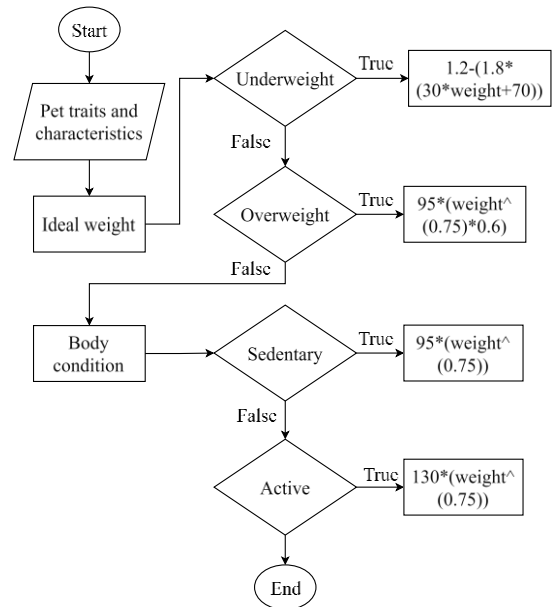 Start
Pet traits and
characteristics
Ideal weight
Underweight
True
1.2-(1.8*
(30*weight+70))
False
Overweight
True
95*(weight^
(0.75)*0.6)
False
Body
condition
Sedentary
True
95*(weight^
(0.75))
False
Active
True
130*(weight^
(0.75))
End